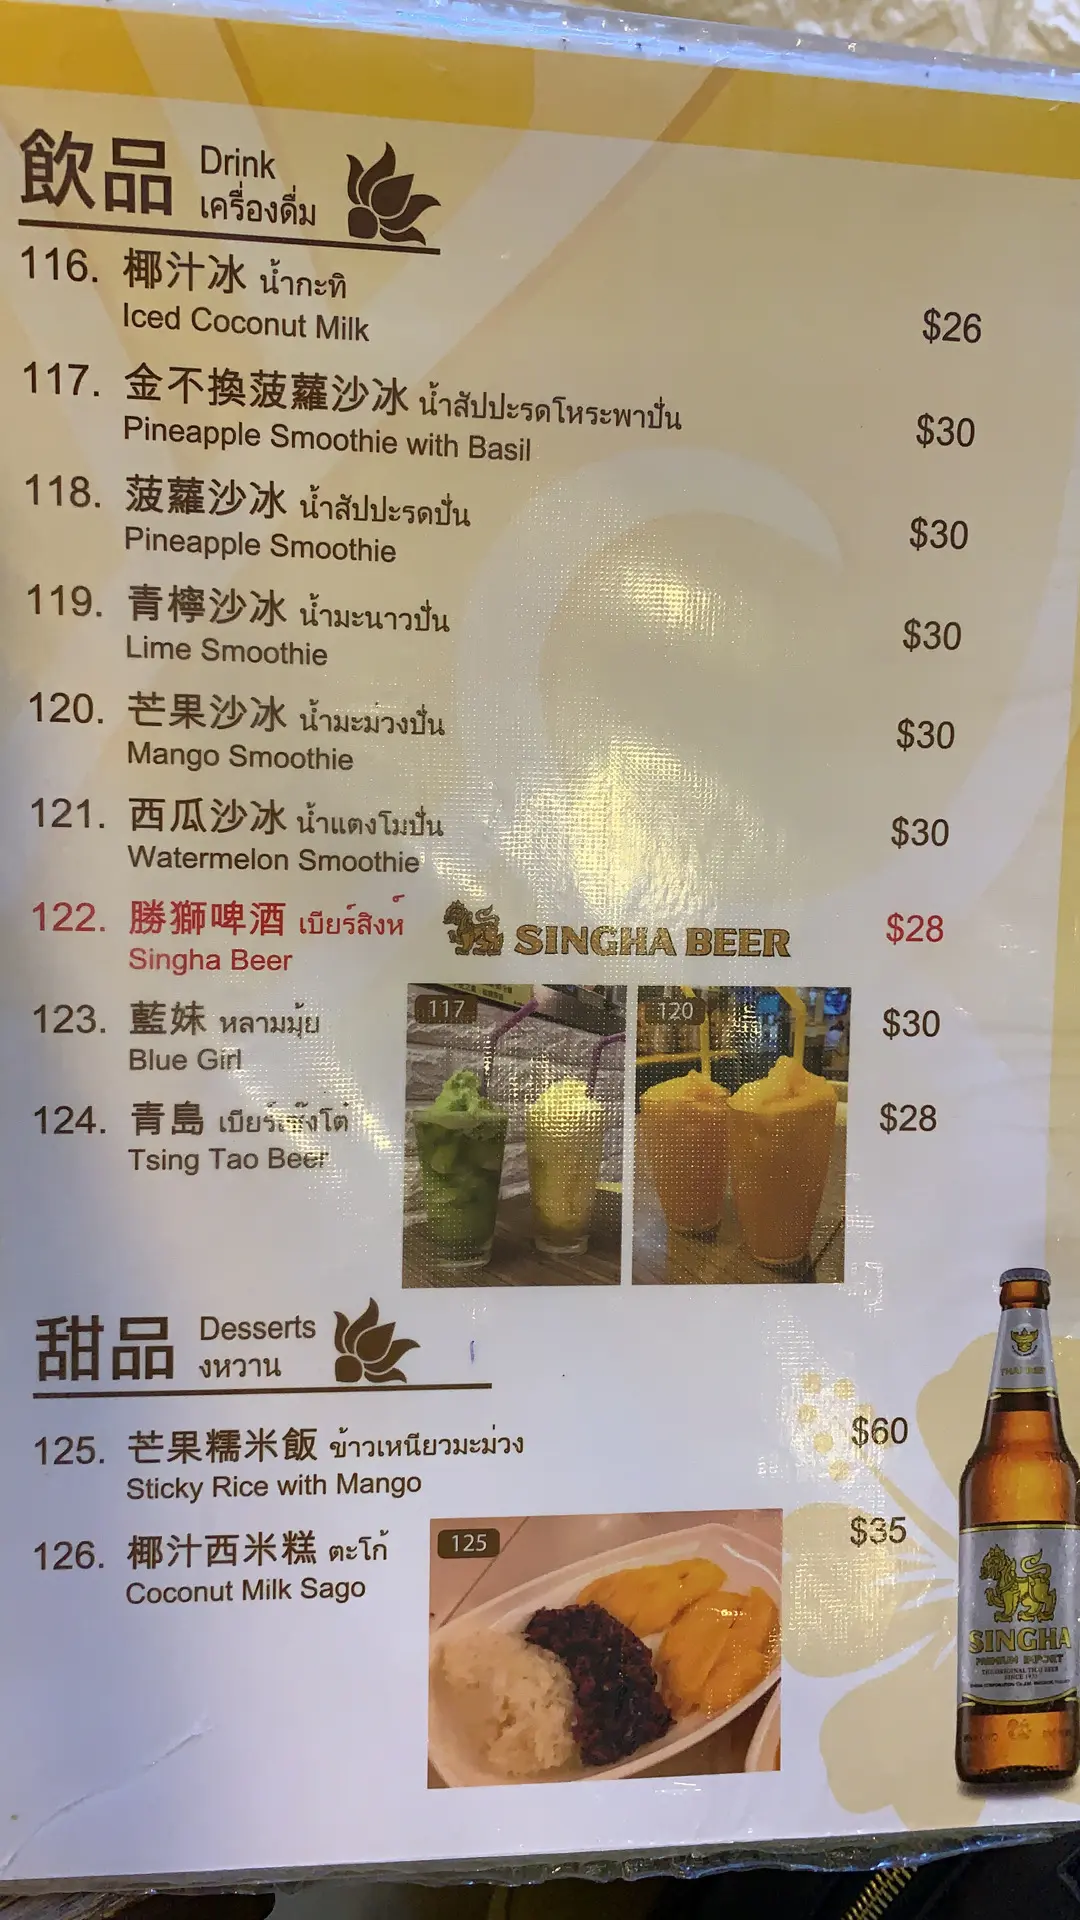 飲品 Drink
เครื่องดื่ม
116. 椰汁冰 น้ำกะทิ
Iced Coconut Milk $26
117. 金不換菠蘿沙冰 น้ำสัปปะรดโหระพาปั่น
Pineapple Smoothie with Basil $30
118. 菠蘿沙冰 น้ำสัปปะรดปั่น
Pineapple Smoothie $30
119. 青檸沙冰 น้ำมะนาวปั่น
Lime Smoothie $30
120. 芒果沙冰 น้ำมะม่วงปั่น
Mango Smoothie $30
121. 西瓜沙冰 น้ำแตงโมปั่น
Watermelon Smoothie $30
122. 勝獅啤酒 เบียร์สิงห์ SINGHA BEER $28
Singha Beer
123. 藍妹 หลามมุ้ย $30
Blue Girl
124. 青島 $28
Tsing Tao Beer
117
120
甜品 Desserts
งหวาน
125. 芒果糯米飯 ข้าวเหนียวมะม่วง $60
Sticky Rice with Mango
126. 椰汁西米糕 ตะโก้ $35
Coconut Milk Sago
125
SINGHA
PREMIUM IMPORT
THE ORIGINAL THAI BEER